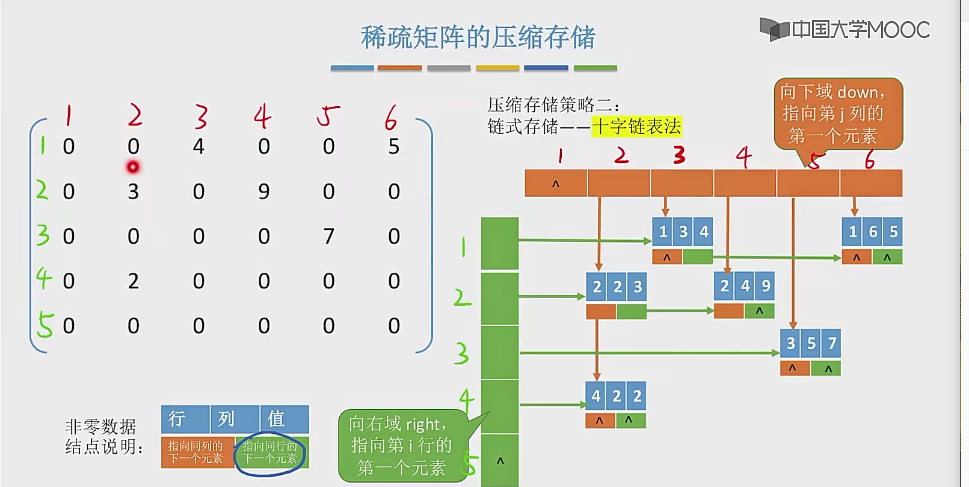 稀疏矩阵的压缩存储
中国大学MOOC
1 2 3 4 5 6
1 0 0 4 0 0 5
2 0 3 0 9 0 0
3 0 0 0 0 7 0
4 0 2 0 0 0 0
5 0 0 0 0 0 0
非零数据
结点说明:
行 列 值
指向同列的
下一个元素
指向同行的
下一个元素
压缩存储策略二:
链式存储——十字链表法
向下域 down,
指向第 j 列的
第一个元素
1 2 3 4 5 6
^
1
1 3 4
^
1 6 5
^ ^
2
2 2 3
2 4 9
^
3
3 5 7
^ ^
4
4 2 2
^ ^
向右域 right,
指向第 i 行的
第一个元素
5 ^